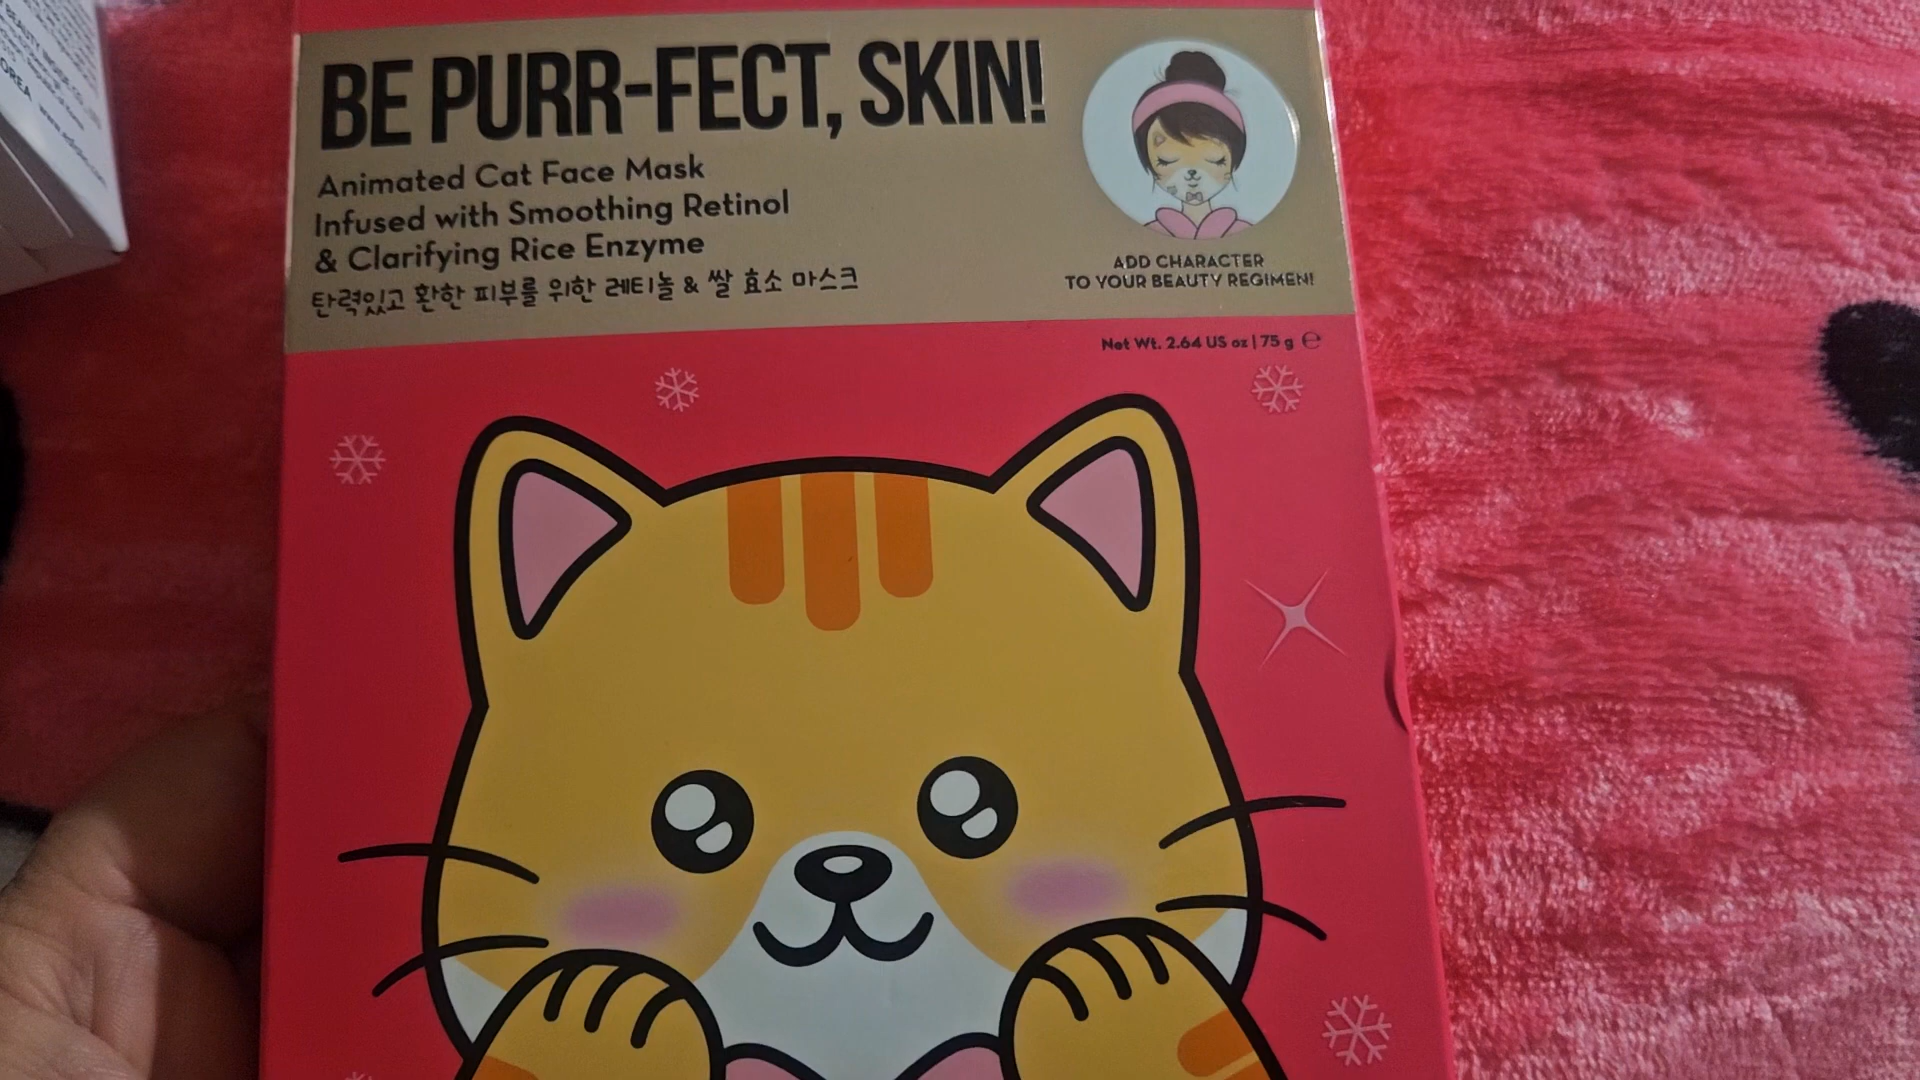 BE PURR-FECT, SKIN!
Animated Cat Face Mask
Infused with Smoothing Retinol
& Clarifying Rice Enzyme
탄력있고 환한 피부를 위한 레티놀 & 쌀 효소 마스크
ADD CHARACTER
TO YOUR BEAUTY REGIMEN!
Net Wt. 2.64 US oz | 75 g ℮